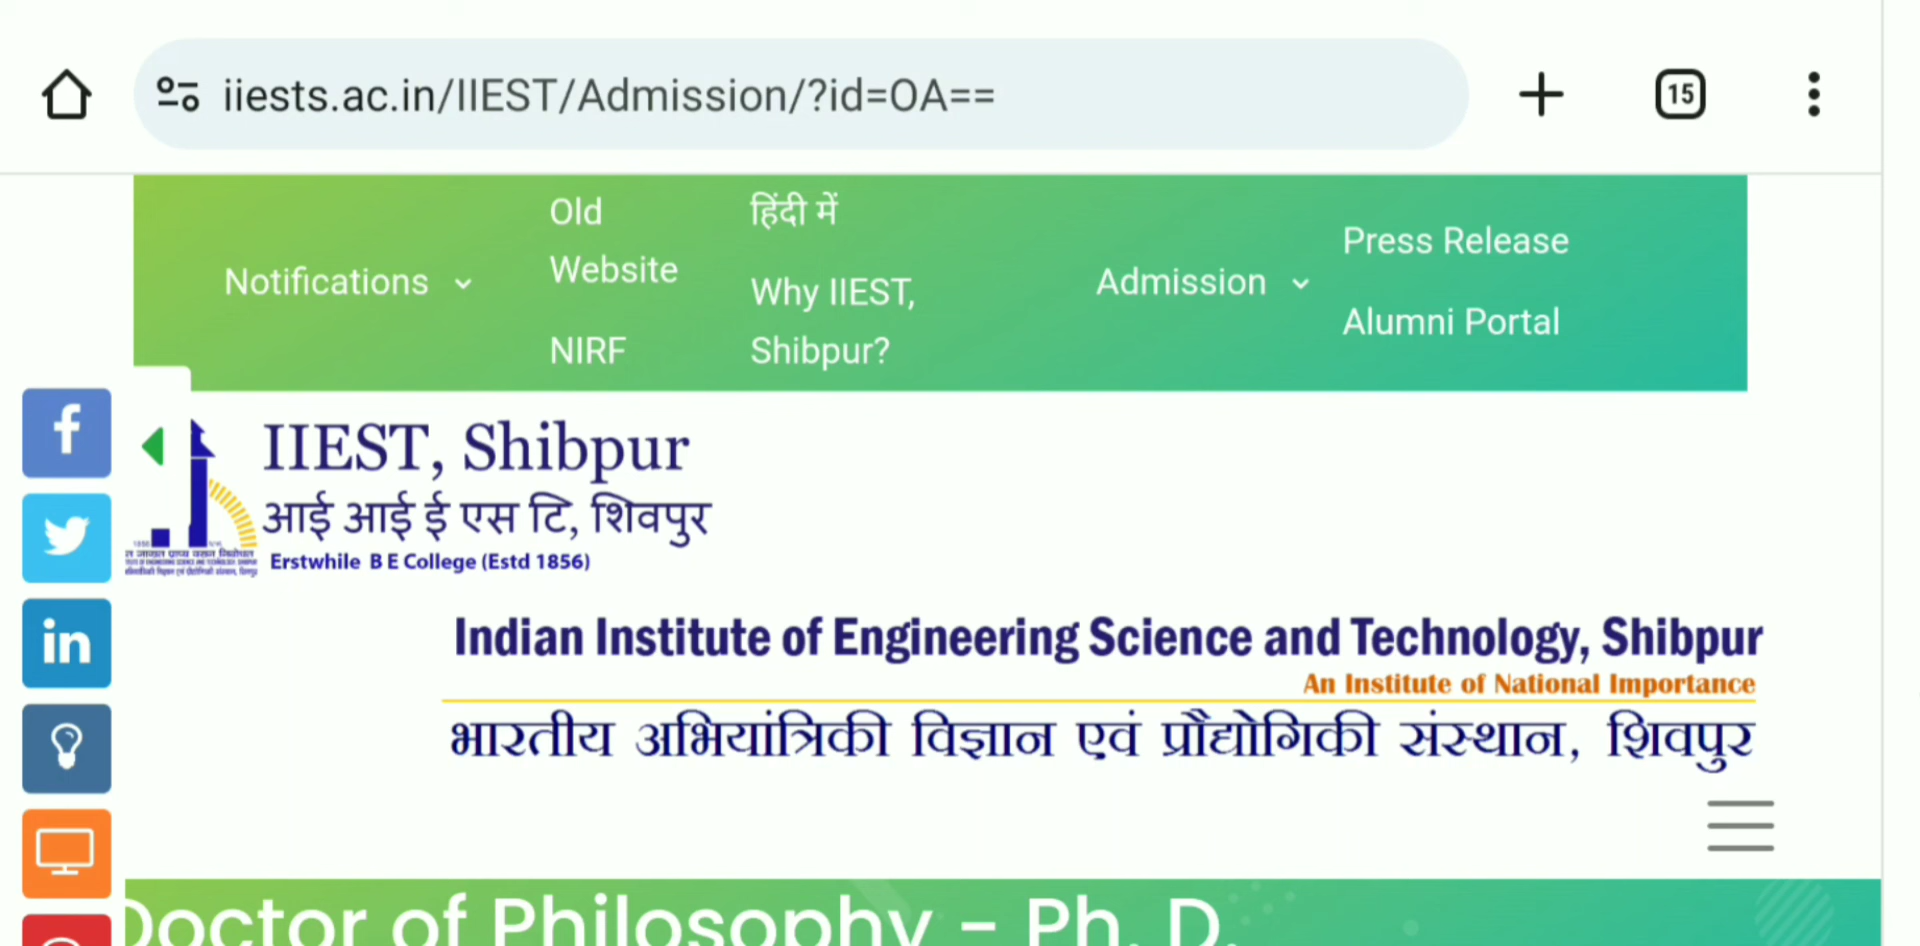 iiests.ac.in/IIEST/Admission/?id=OA==
15
Notifications
Old
Website
NIRF
हिंदी में
Why IIEST,
Shibpur?
Admission
Press Release
Alumni Portal
IIEST, Shibpur
आई आई ई एस टि, शिवपुर
Erstwhile B E College (Estd 1856)
Indian Institute of Engineering Science and Technology, Shibpur
An Institute of National Importance
भारतीय अभियांत्रिकी विज्ञान एवं प्रौद्योगिकी संस्थान, शिवपुर
Doctor of Philosophy - Ph. D.